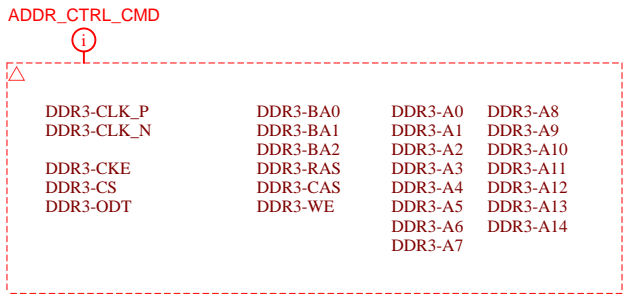 ADDR_CTRL_CMD
i
DDR3-CLK_P DDR3-BA0 DDR3-A0 DDR3-A8
DDR3-CLK_N DDR3-BA1 DDR3-A1 DDR3-A9
DDR3-BA2 DDR3-A2 DDR3-A10
DDR3-CKE DDR3-RAS DDR3-A3 DDR3-A11
DDR3-CS DDR3-CAS DDR3-A4 DDR3-A12
DDR3-ODT DDR3-WE DDR3-A5 DDR3-A13
DDR3-A6 DDR3-A14
DDR3-A7